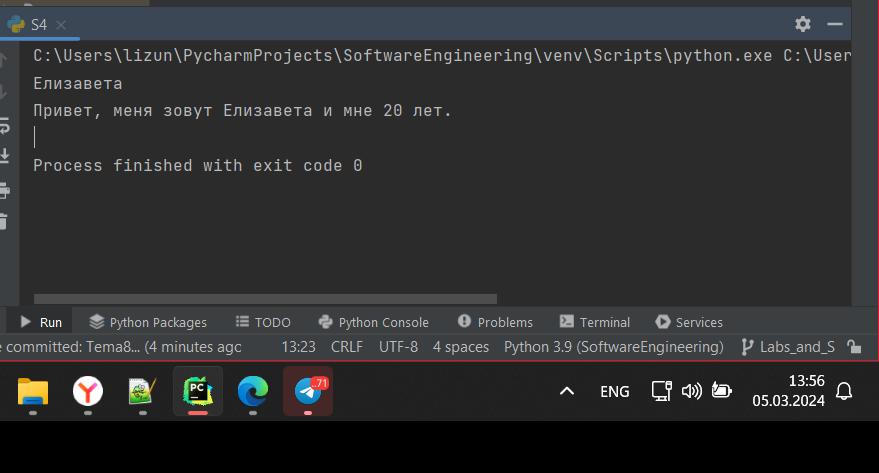 S4
C:\Users\lizun\PycharmProjects\SoftwareEngineering\venv\Scripts\python.exe C:\User
Елизавета
Привет, меня зовут Елизавета и мне 20 лет.
Process finished with exit code 0
Run Python Packages TODO Python Console Problems Terminal Services
committed: Tema8... (4 minutes ago 13:23 CRLF UTF-8 4 spaces Python 3.9 (SoftwareEngineering) Labs_and_S
PC ..71 ENG 13:56
05.03.2024